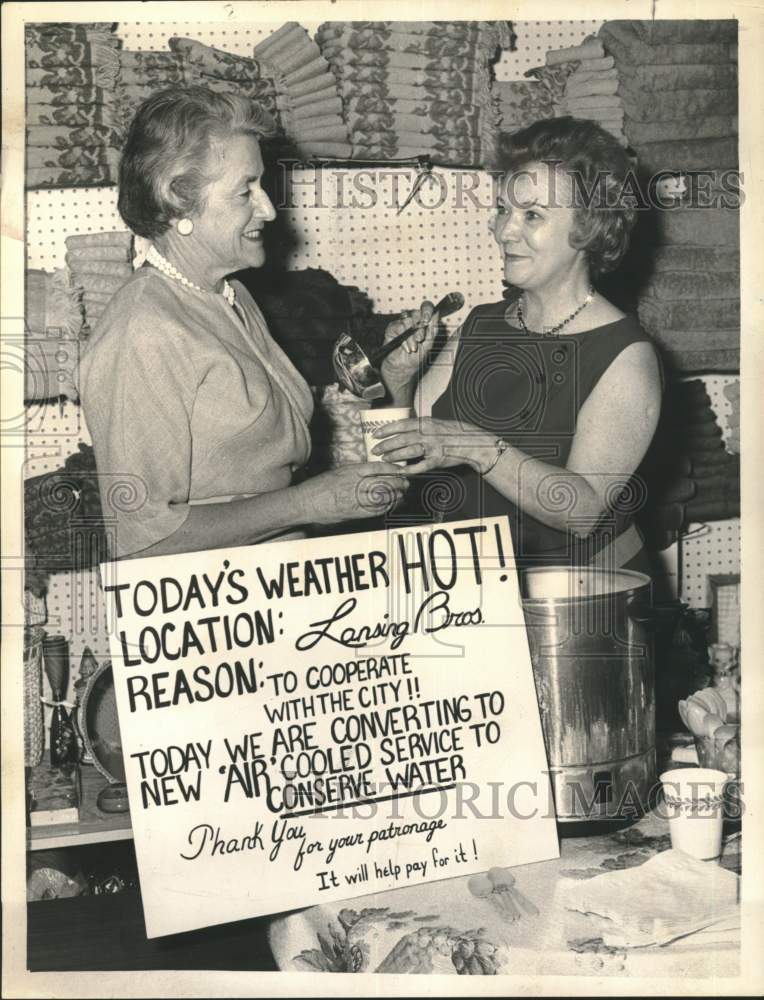 HISTORIC IMAGES
TODAY'S WEATHER HOT!
LOCATION: Lansing Bros.
REASON: TO COOPERATE
WITH THE CITY!!
TODAY WE ARE CONVERTING TO
NEW 'AIR' COOLED SERVICE TO
CONSERVE WATER
Thank You for your patronage
It will help pay for it!
HISTORIC IMAGES